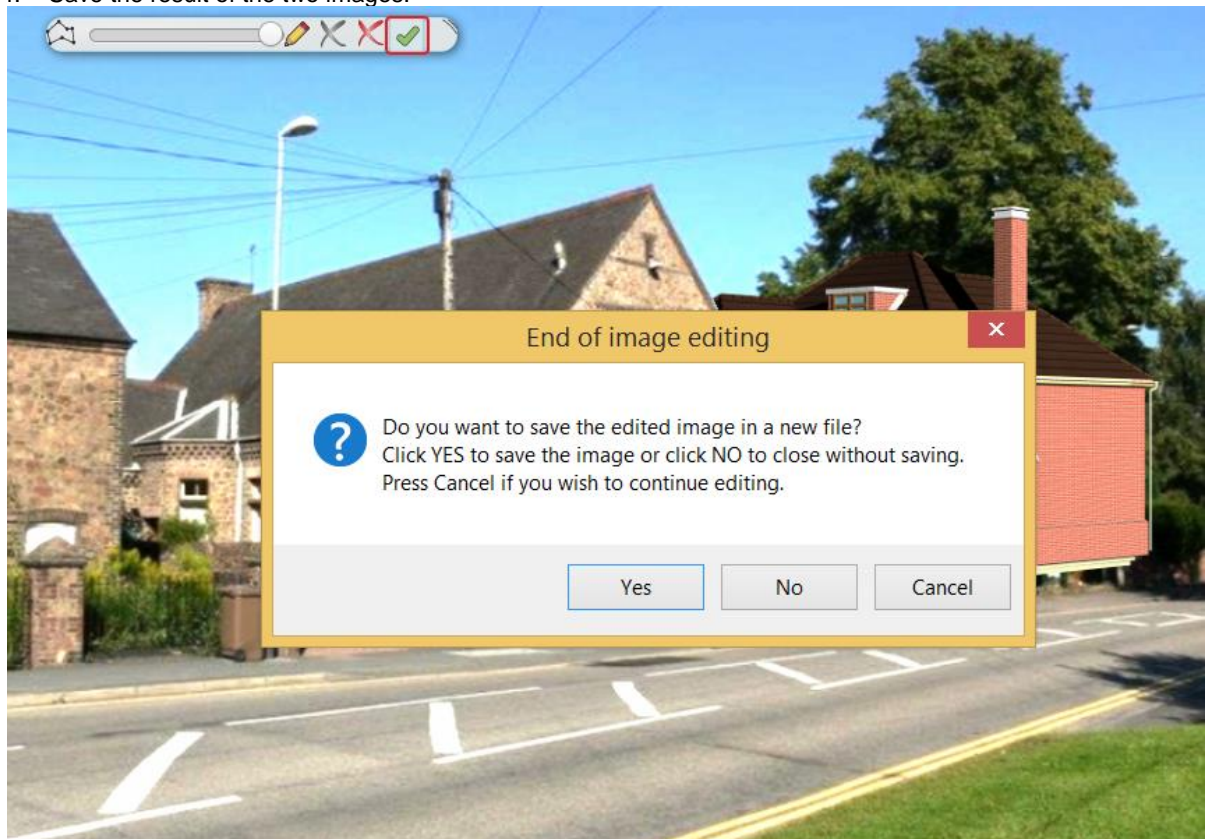 Save the result of the two images.
End of image editing
Do you want to save the edited image in a new file?
Click YES to save the image or click NO to close without saving.
Press Cancel if you wish to continue editing.
Yes
No
Cancel